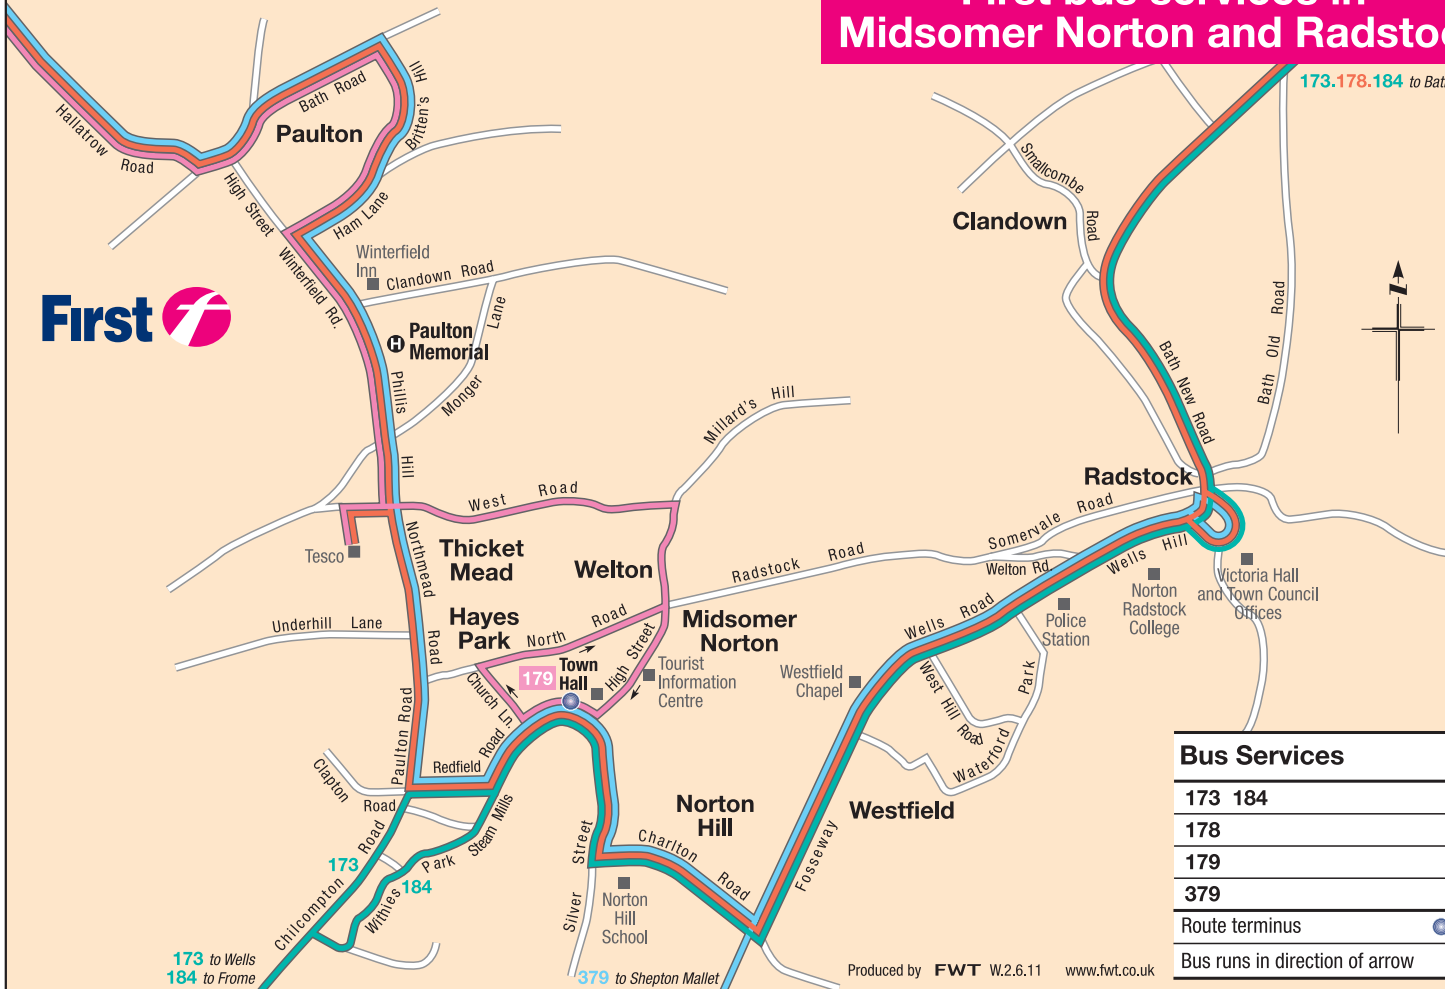 First bus services in
Midsomer Norton and Radstoc
173.178.184 to Bat
Hallatrow
Road
Bath Road
Britten's
Hill
Paulton
High Street
Ham Lane
Winterfield Rd.
Winterfield
Inn
Clandown Road
Lane
Monger
First
H
Paulton
Memorial
Phillis
Hill
Smallcombe
Road
Clandown
Bath Old Road
Bath New Road
Millard's Hill
Radstock
West Road
Tesco
Thicket
Mead
Northmead
Road
Welton
Radstock Road
Somervale Road
Welton Rd.
Wells Hill
Victoria Hall
and Town Council
Offices
Norton
Radstock
College
Police
Station
Wells Road
Underhill Lane
Hayes
Park
North Road
Midsomer
Norton
High Street
Town
Hall
179
Church Ln.
Tourist
Information
Centre
Westfield
Chapel
West Hill Road
Park
Waterford
Paulton Road
Redfield
Road
Clapton
Road
Steam Mills
Park
Withies
Road
Chilcompton
173
184
Norton
Hill
Westfield
Charlton
Road
Fosseway
Street
Silver
Norton
Hill
School
173 to Wells
184 to Frome
379 to Shepton Mallet
Produced by FWT W.2.6.11 www.fwt.co.uk
Bus Services
173 184
178
179
379
Route terminus
Bus runs in direction of arrow